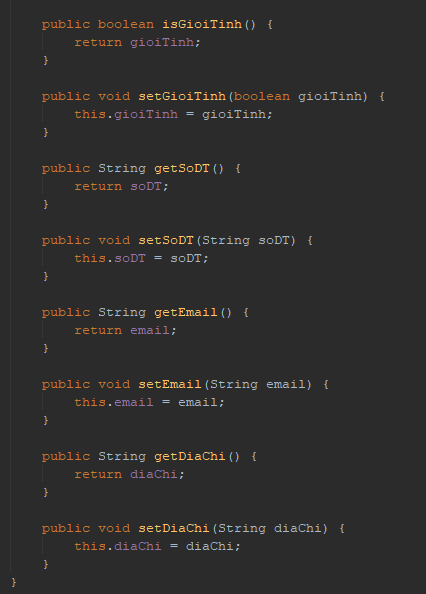 public boolean isGioiTinh() {
return gioiTinh;
}
public void setGioiTinh(boolean gioiTinh) {
this.gioiTinh = gioiTinh;
}
public String getSoDT() {
return soDT;
}
public void setSoDT(String soDT) {
this.soDT = soDT;
}
public String getEmail() {
return email;
}
public void setEmail(String email) {
this.email = email;
}
public String getDiaChi() {
return diaChi;
}
public void setDiaChi(String diaChi) {
this.diaChi = diaChi;
}
}